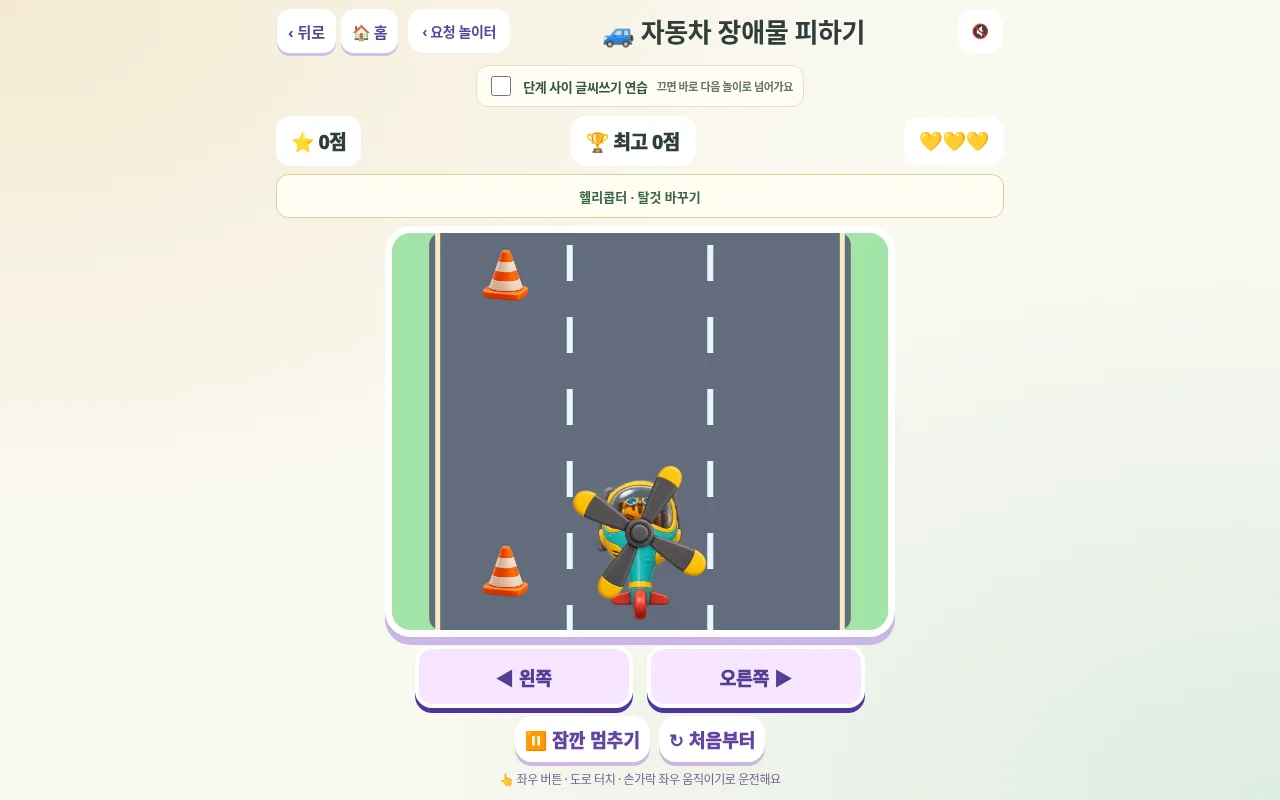 ‹ 뒤로
🏠 홈
‹ 요청 놀이터
🚙 자동차 장애물 피하기
🔇
단계 사이 글씨쓰기 연습 끄면 바로 다음 놀이로 넘어가요
⭐ 0점
🏆 최고 0점
💛💛💛
헬리콥터 · 탈것 바꾸기
◀ 왼쪽
오른쪽 ▶
⏸ 잠깐 멈추기
↻ 처음부터
👆 좌우 버튼 · 도로 터치 · 손가락 좌우 움직이기로 운전해요